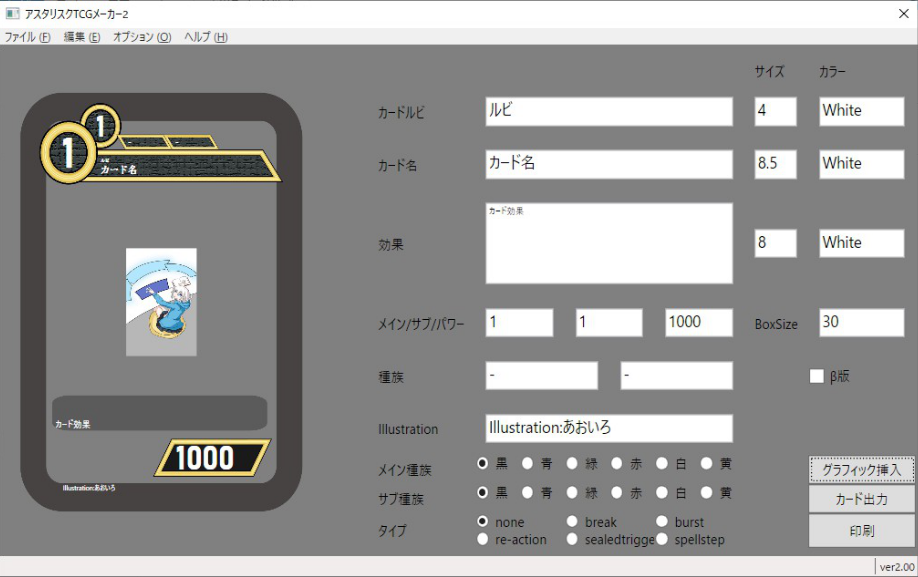 アスタリスクTCGメーカー2
ファイル (F) 編集 (E) オプション (O) ヘルプ (H)
サイズ カラー
カードルビ ルビ 4 White
カード名 カード名 8.5 White
効果 カード効果 8 White
メイン/サブ/パワー 1 1 1000 BoxSize 30
種族 - - β版
Illustration Illustration:あおいろ
メイン種族 黒 青 緑 赤 白 黄
サブ種族 黒 青 緑 赤 白 黄
タイプ none break burst
re-action sealedtrigge spellstep
グラフィック挿入
カード出力
印刷
1
1
- -
ルビ
カード名
カード効果
1000
Illustration:あおいろ
ver2.00